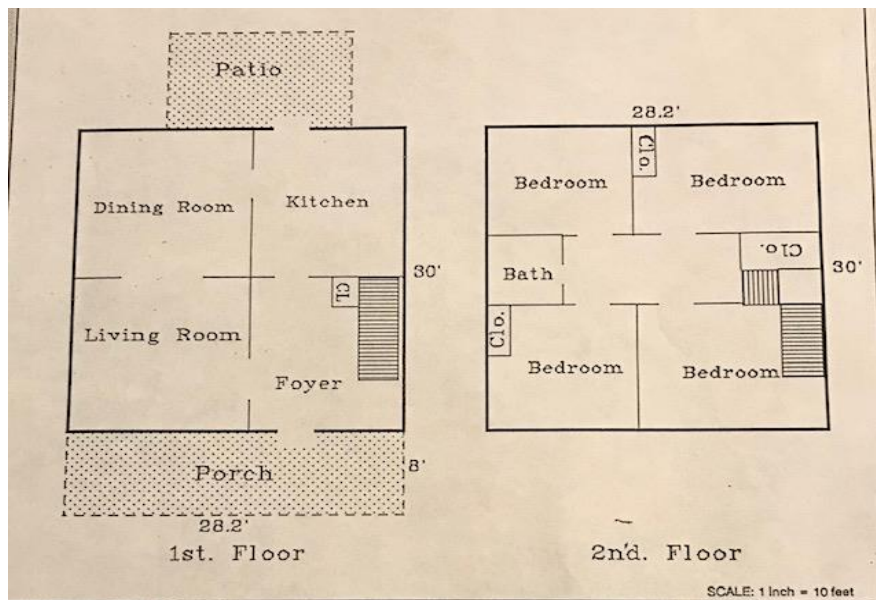 Patio
Dining Room
Kitchen
30'
CL
Living Room
Foyer
Porch
8'
28.2'
1st. Floor
28.2'
Clo.
Bedroom
Bedroom
Clo.
30'
Bath
Clo.
Bedroom
Bedroom
2n'd. Floor
SCALE: 1 Inch = 10 feet